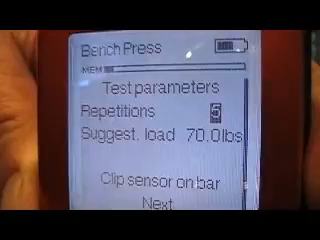 Bench Press
MEM
Test parameters
Repetitions 5
Suggest. load 70.0lbs
Clip sensor on bar
Next